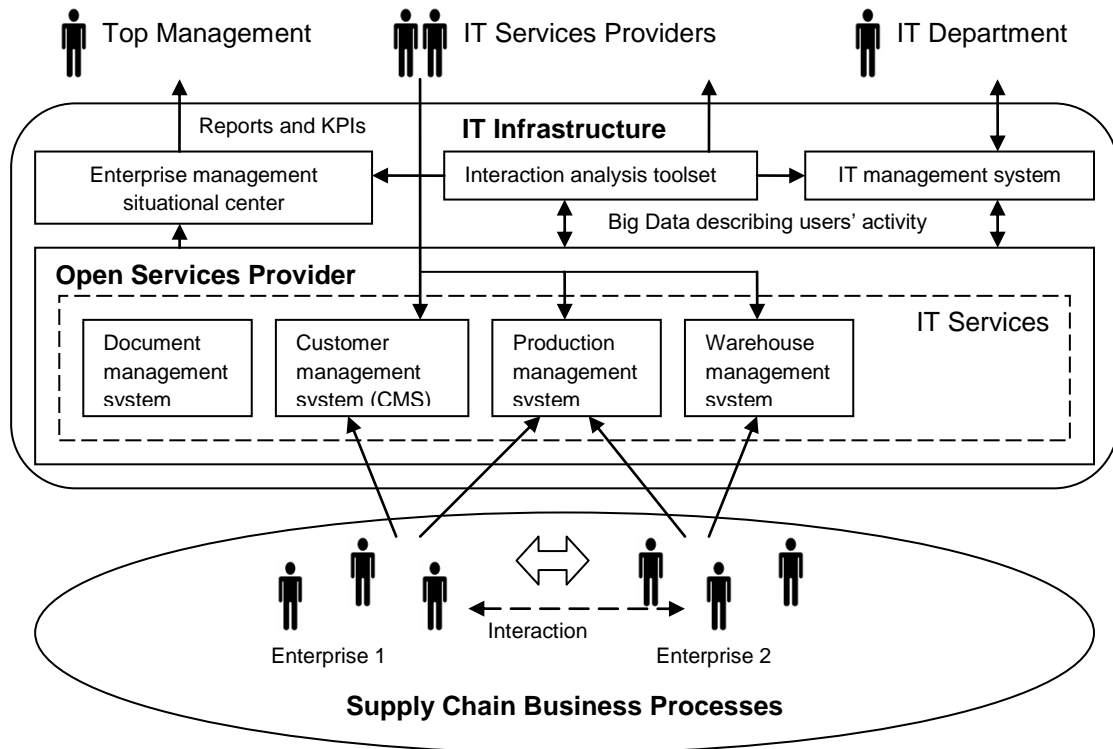 Top Management
IT Services Providers
IT Department
Reports and KPIs
IT Infrastructure
Enterprise management
situational center
Interaction analysis toolset
IT management system
Big Data describing users’ activity
Open Services Provider
IT Services
Document
management
system
Customer
management
system (CMS)
Production
management
system
Warehouse
management
system
Interaction
Enterprise 1
Enterprise 2
Supply Chain Business Processes